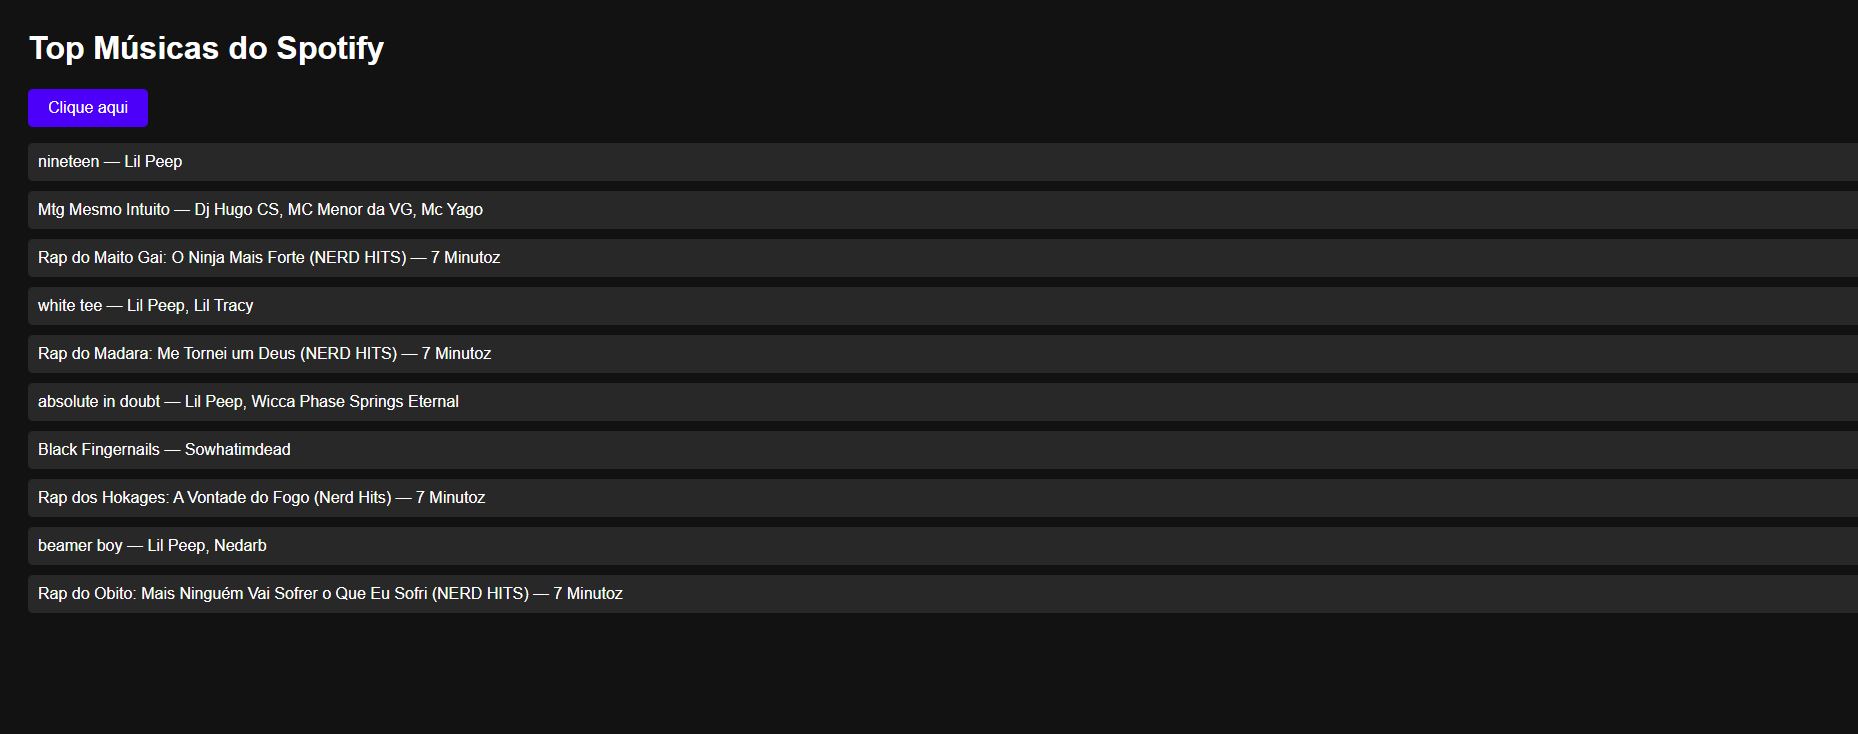 Top Músicas do Spotify
Clique aqui
nineteen — Lil Peep
Mtg Mesmo Intuito — Dj Hugo CS, MC Menor da VG, Mc Yago
Rap do Maito Gai: O Ninja Mais Forte (NERD HITS) — 7 Minutoz
white tee — Lil Peep, Lil Tracy
Rap do Madara: Me Tornei um Deus (NERD HITS) — 7 Minutoz
absolute in doubt — Lil Peep, Wicca Phase Springs Eternal
Black Fingernails — Sowhatimdead
Rap dos Hokages: A Vontade do Fogo (Nerd Hits) — 7 Minutoz
beamer boy — Lil Peep, Nedarb
Rap do Obito: Mais Ninguém Vai Sofrer o Que Eu Sofri (NERD HITS) — 7 Minutoz